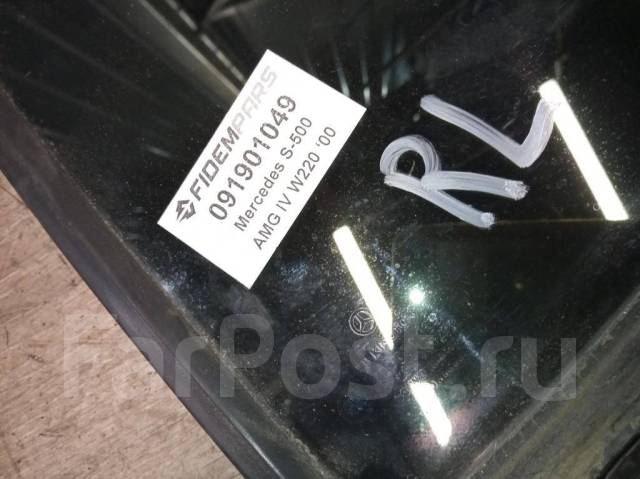 FIDEMPARS
091901049
Mercedes S-500
AMG IV W220 '00
RL
FarPost.ru